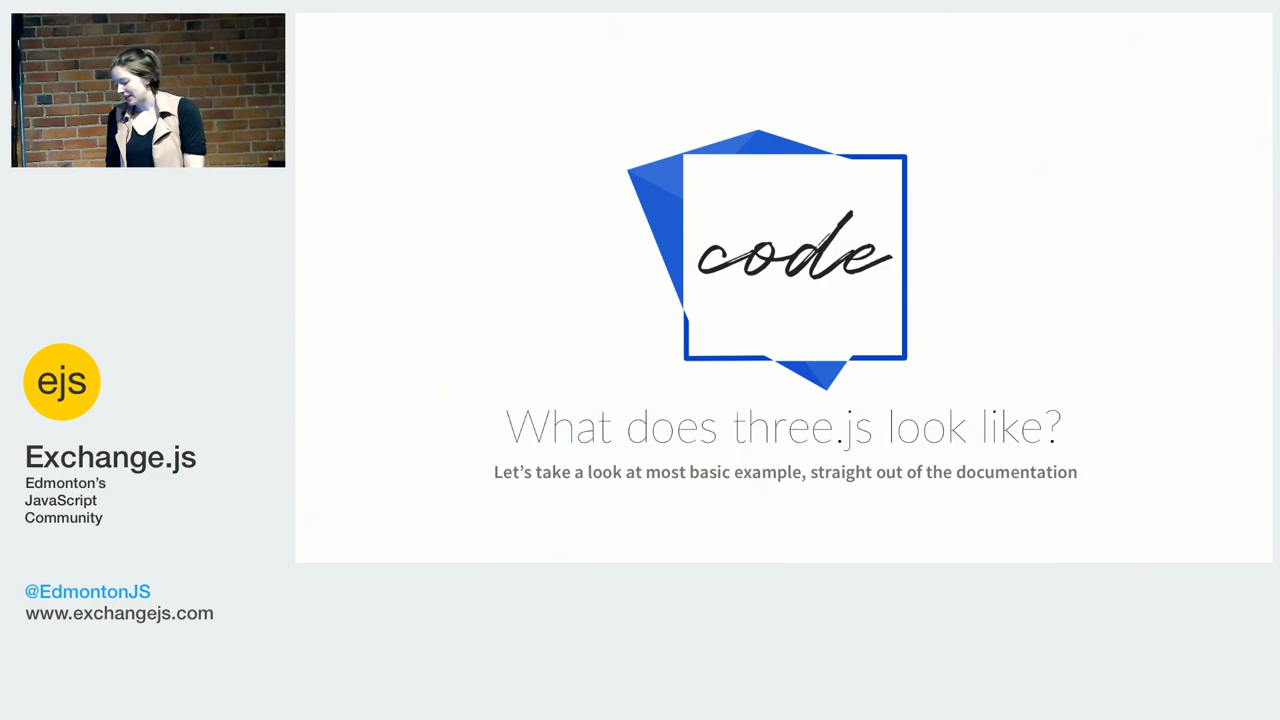 code
What does three.js look like?
Let's take a look at most basic example, straight out of the documentation
ejs
Exchange.js
Edmonton's
JavaScript
Community
@EdmontonJS
www.exchangejs.com